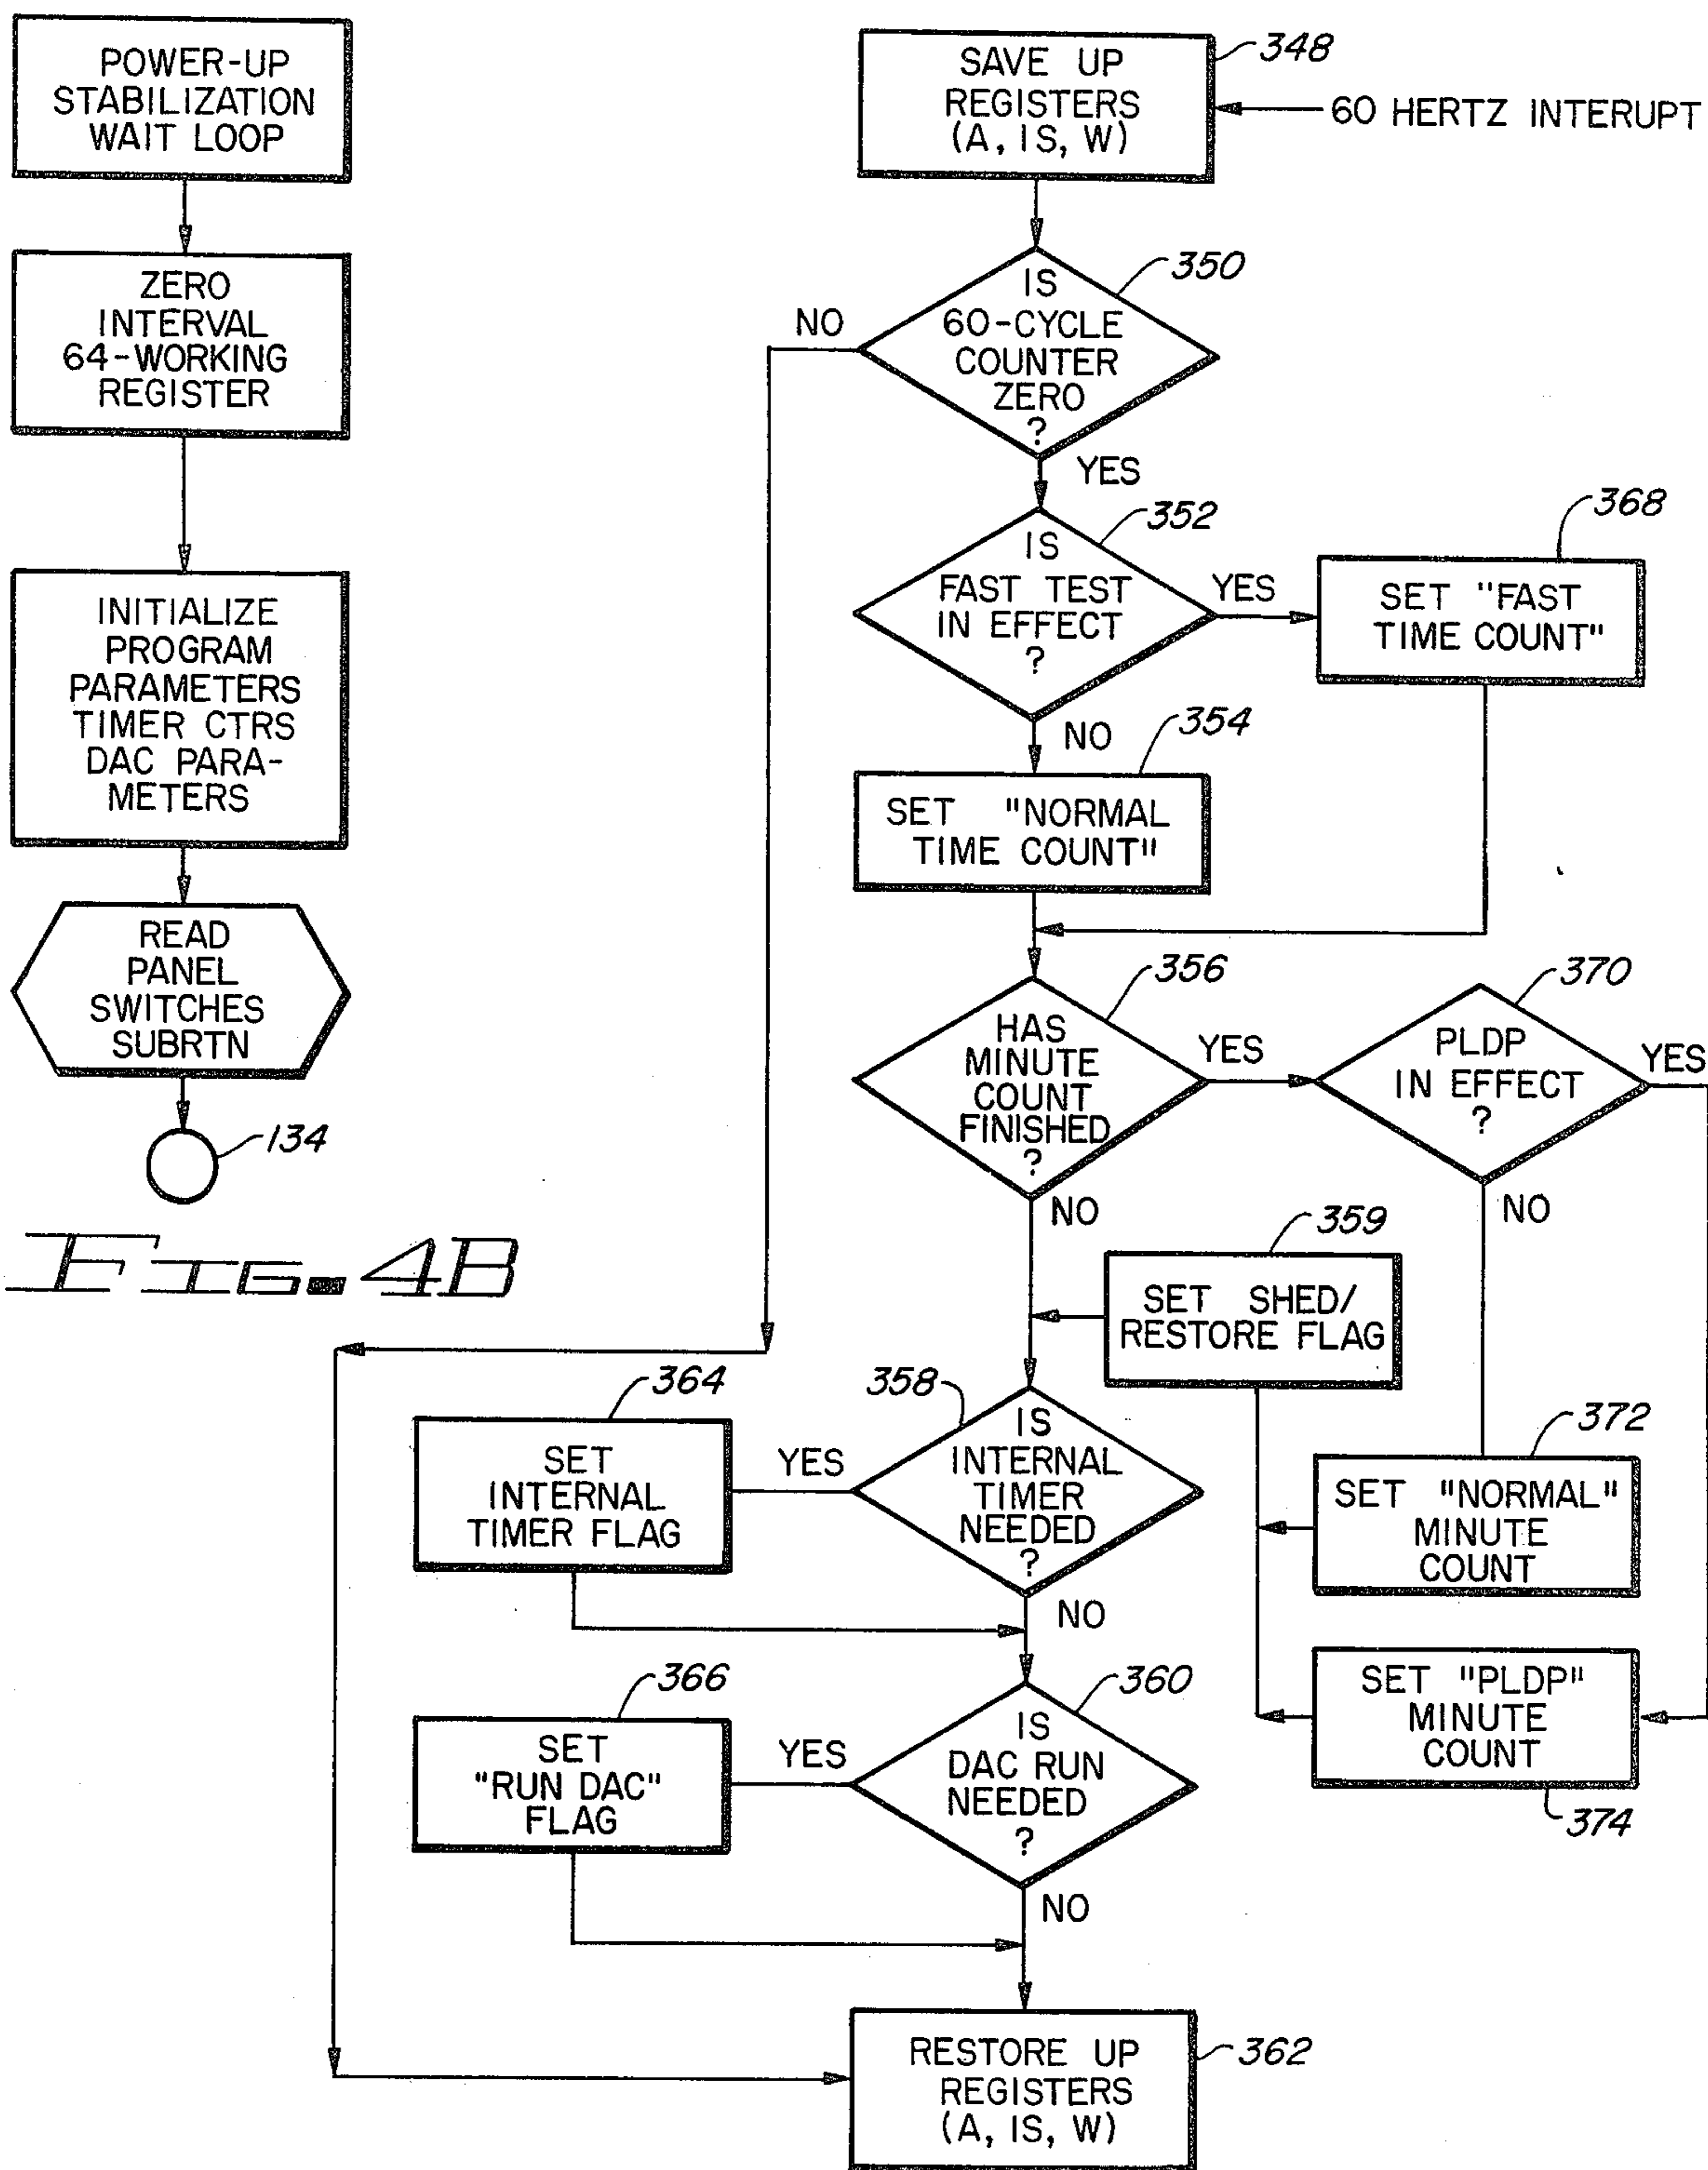 POWER-UP
STABILIZATION
WAIT LOOP
ZERO
INTERVAL
64-WORKING
REGISTER
INITIALIZE
PROGRAM
PARAMETERS
TIMER CTRS
DAC PARA-
METERS
READ
PANEL
SWITCHES
SUBRTN
134
FIG. 4B
SAVE UP
REGISTERS
(A, IS, W)
348
60 HERTZ INTERUPT
IS
60-CYCLE
COUNTER
ZERO
?
350
NO
YES
IS
FAST TEST
IN EFFECT
?
352
YES
NO
368
SET "FAST
TIME COUNT"
354
SET "NORMAL
TIME COUNT"
356
HAS
MINUTE
COUNT
FINISHED
?
YES
NO
370
PLDP
IN EFFECT
?
YES
NO
359
SET SHED/
RESTORE FLAG
358
IS
INTERNAL
TIMER
NEEDED
?
YES
NO
364
SET
INTERNAL
TIMER FLAG
372
SET "NORMAL"
MINUTE
COUNT
374
SET "PLDP"
MINUTE
COUNT
360
IS
DAC RUN
NEEDED
?
YES
NO
366
SET
"RUN DAC"
FLAG
RESTORE UP
REGISTERS
(A, IS, W)
362